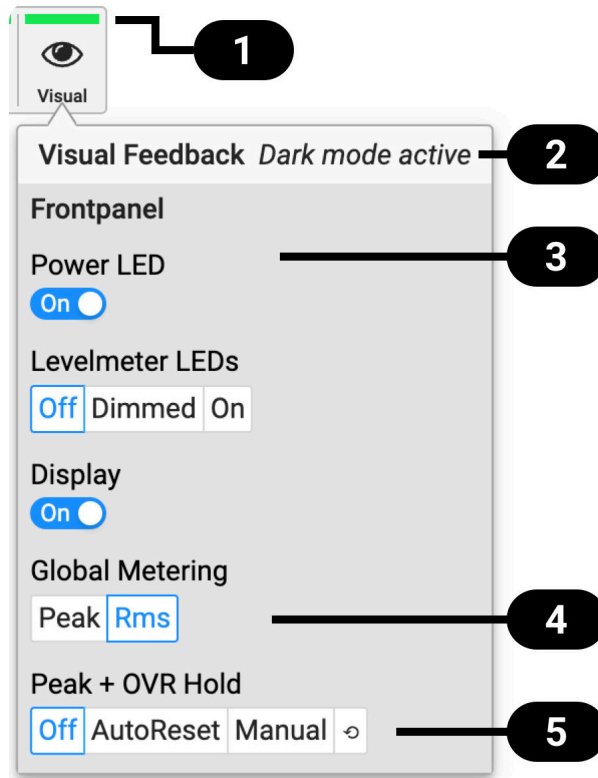 1
Visual
Visual Feedback Dark mode active
2
Frontpanel
3
Power LED
On
Levelmeter LEDs
Off Dimmed On
Display
On
Global Metering
Peak Rms
4
Peak + OVR Hold
Off AutoReset Manual ⟲
5